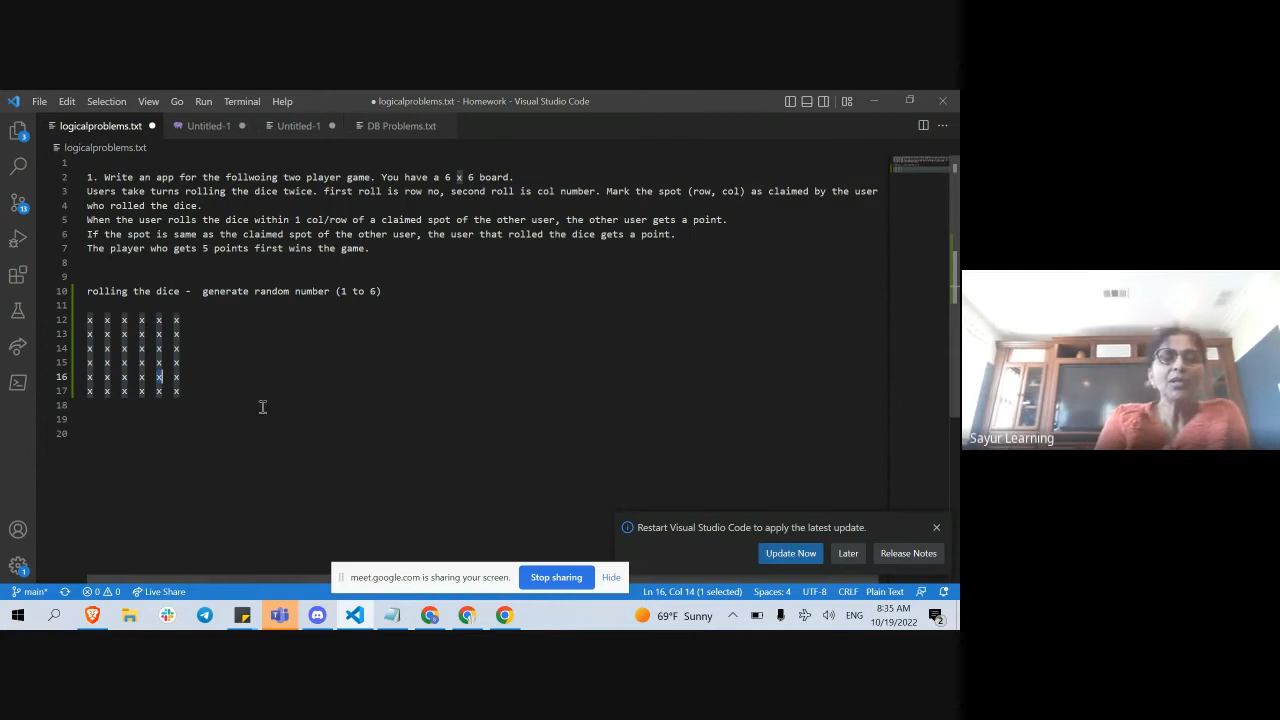 File Edit Selection View Go Run Terminal Help
● logicalproblems.txt - Homework - Visual Studio Code
logicalproblems.txt ● Untitled-1 ● Untitled-1 ● DB Problems.txt
logicalproblems.txt
1
2 1. Write an app for the following two player game. You have a 6 x 6 board.
3 Users take turns rolling the dice twice. first roll is row no, second roll is col number. Mark the spot (row, col) as claimed by the user
4 who rolled the dice.
5 When the user rolls the dice within 1 col/row of a claimed spot of the other user, the other user gets a point.
6 If the spot is same as the claimed spot of the other user, the user that rolled the dice gets a point.
7 The player who gets 5 points first wins the game.
8
9
10 rolling the dice - generate random number (1 to 6)
11
12 x x x x x x
13 x x x x x x
14 x x x x x x
15 x x x x x x
16 x x x x x x
17 x x x x x x
18
19
20
3
13
1
Sayur Learning
Restart Visual Studio Code to apply the latest update.
Update Now Later Release Notes
meet.google.com is sharing your screen. Stop sharing Hide
main* 0 0 Live Share Ln 16, Col 14 (1 selected) Spaces: 4 UTF-8 CRLF Plain Text
69°F Sunny ENG 8:35 AM
10/19/2022 2